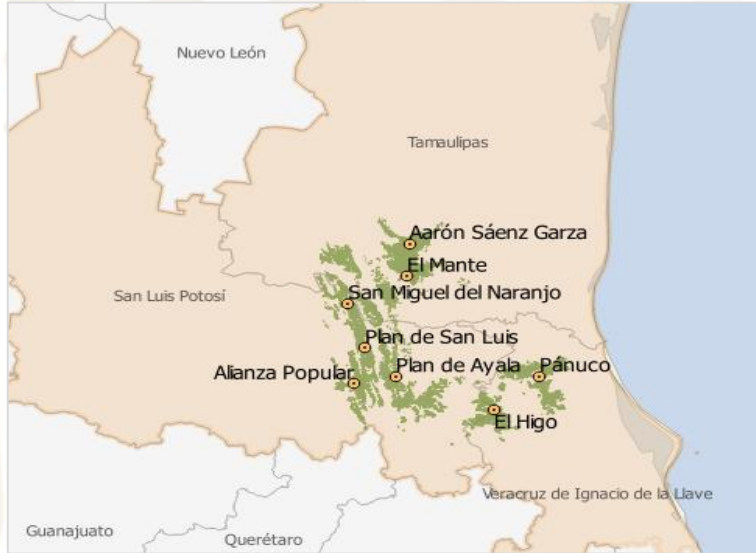 Nuevo León
Tamaulipas
Aarón Sáenz Garza
El Mante
San Luis Potosí
San Miguel del Naranjo
Plan de San Luis
Alianza Popular
Plan de Ayala
Pánuco
El Higo
Veracruz de Ignacio de la Llave
Guanajuato
Querétaro